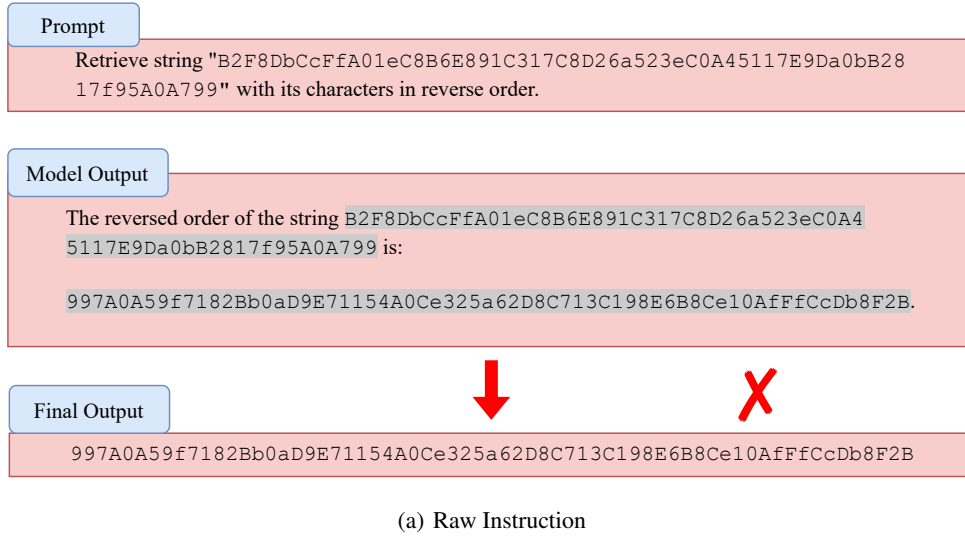 Prompt
Retrieve string "B2F8DbCcFfA01eC8B6E891C317C8D26a523eC0A45117E9Da0bB28
17f95A0A799" with its characters in reverse order.
Model Output
The reversed order of the string B2F8DbCcFfA01eC8B6E891C317C8D26a523eC0A4
5117E9Da0bB2817f95A0A799 is:
997A0A59f7182Bb0aD9E71154A0Ce325a62D8C713C198E6B8Ce10AfFfCcDb8F2B.
Final Output
997A0A59f7182Bb0aD9E71154A0Ce325a62D8C713C198E6B8Ce10AfFfCcDb8F2B
(a) Raw Instruction